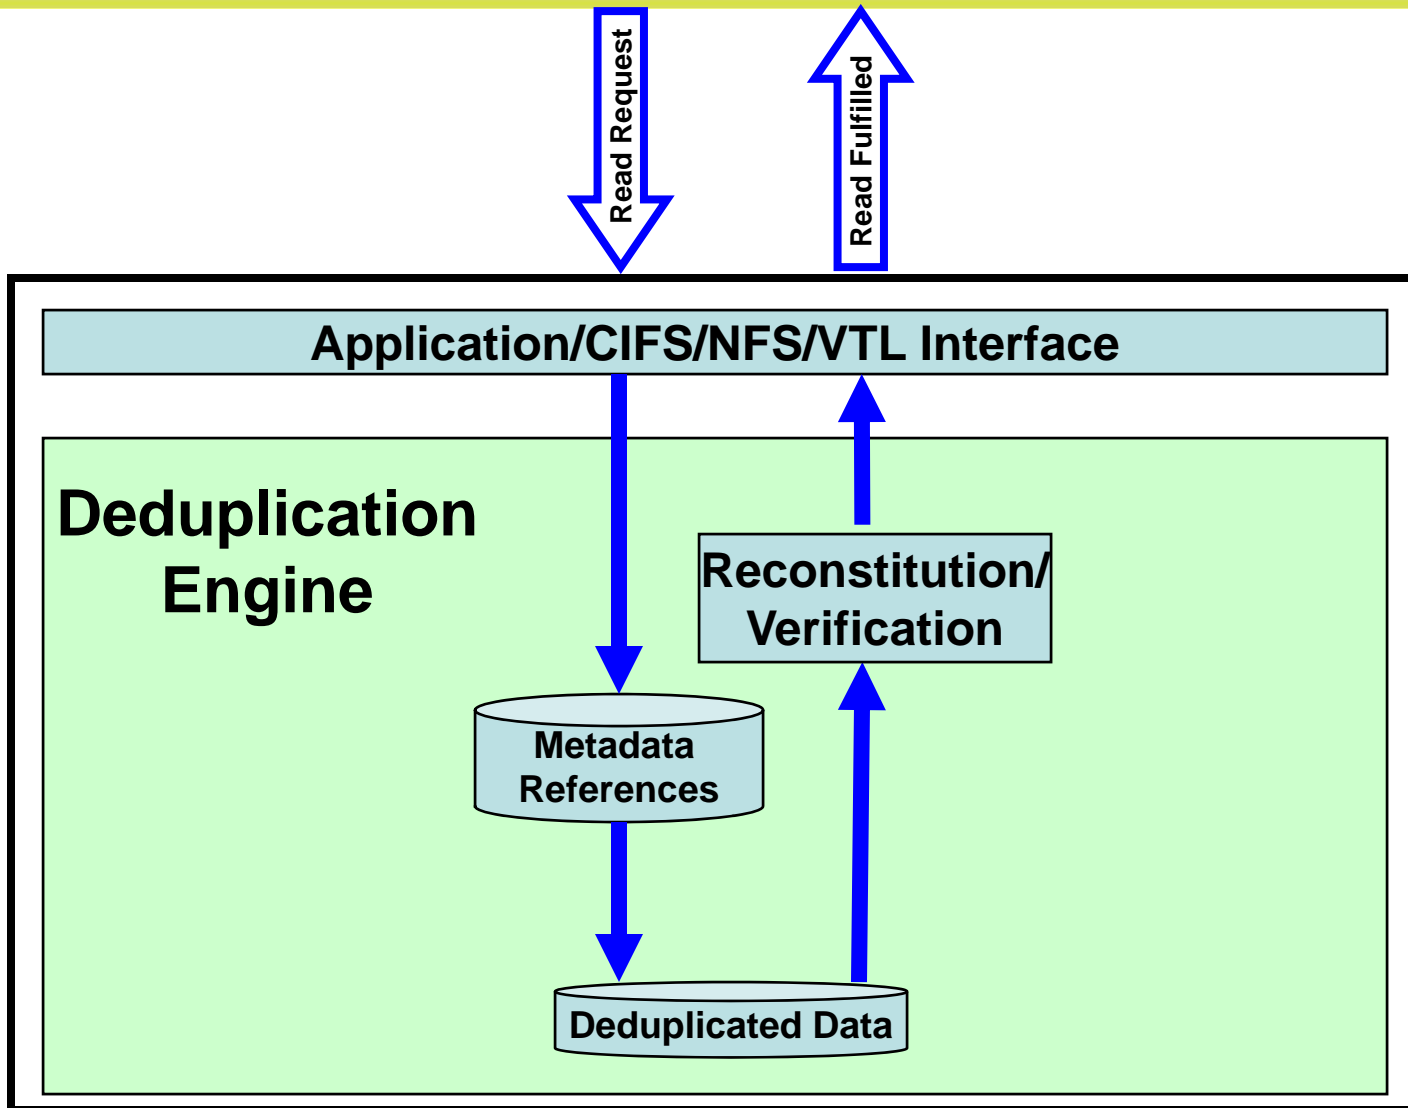 Read Request
Read Fulfilled
Application/CIFS/NFS/VTL Interface
Deduplication
Engine
Reconstitution/
Verification
Metadata
References
Deduplicated Data